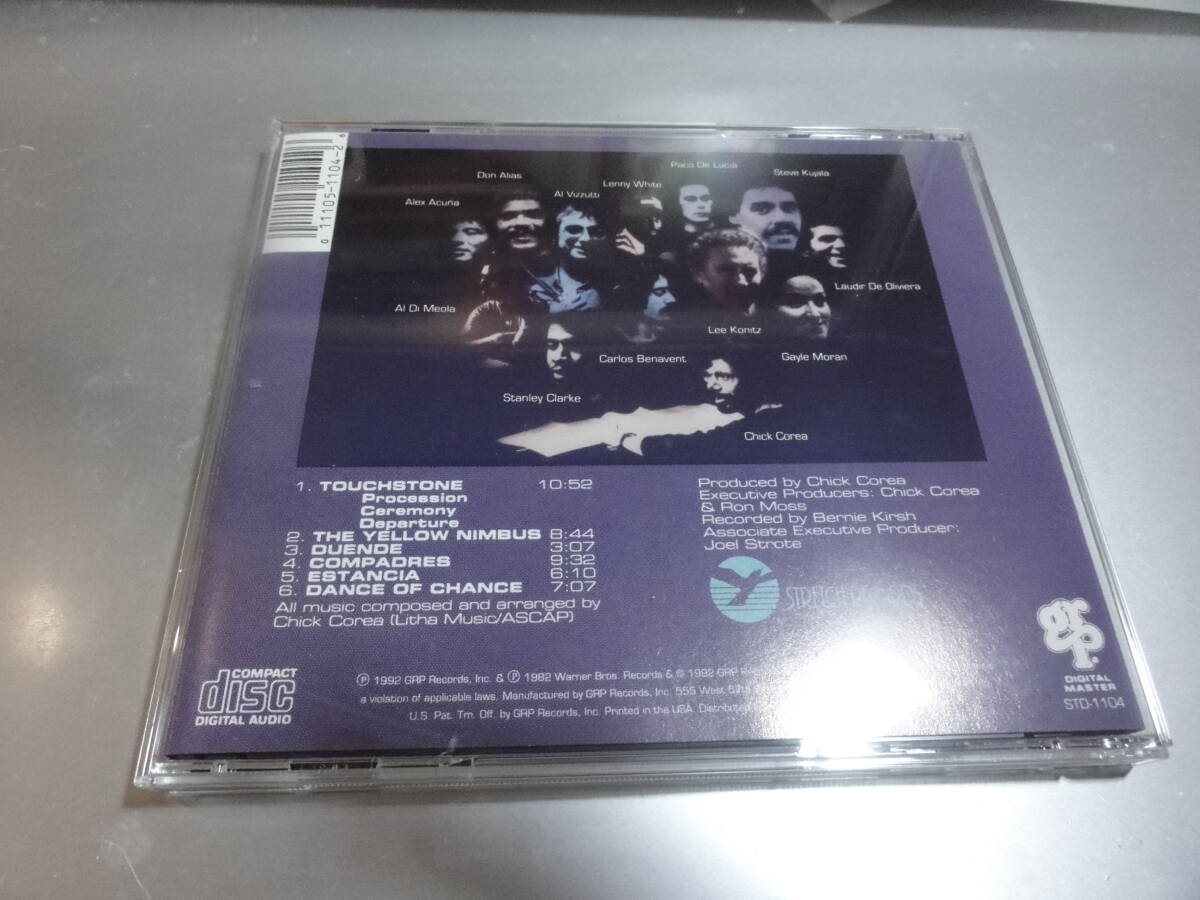 0 11105-1104-2 6
Paco De Lucia
Don Alias
Steve Kujala
Lenny White
Al Vizzutti
Alex Acuña
Laudir De Oliviera
Al Di Meola
Lee Konitz
Carlos Benavent
Gayle Moran
Stanley Clarke
Chick Corea
1. TOUCHSTONE 10:52
Procession
Ceremony
Departure
2. THE YELLOW NIMBUS 8:44
3. DUENDE 3:07
4. COMPADRES 9:32
5. ESTANCIA 6:10
6. DANCE OF CHANCE 7:07
All music composed and arranged by
Chick Corea (Litha Music/ASCAP)
Produced by Chick Corea
Executive Producers: Chick Corea
& Ron Moss
Recorded by Bernie Kirsh
Associate Executive Producer:
Joel Strote
STRETCH RECORDS
grp
DIGITAL
MASTER
STD-1104
COMPACT
disc
DIGITAL AUDIO
℗ 1992 GRP Records, Inc. & ℗ 1982 Warner Bros. Records & © 1992 GRP
a violation of applicable laws. Manufactured by GRP Records, Inc. 555 West
U.S. Pat. Tm. Off. by GRP Records, Inc. Printed in the USA. Distributed